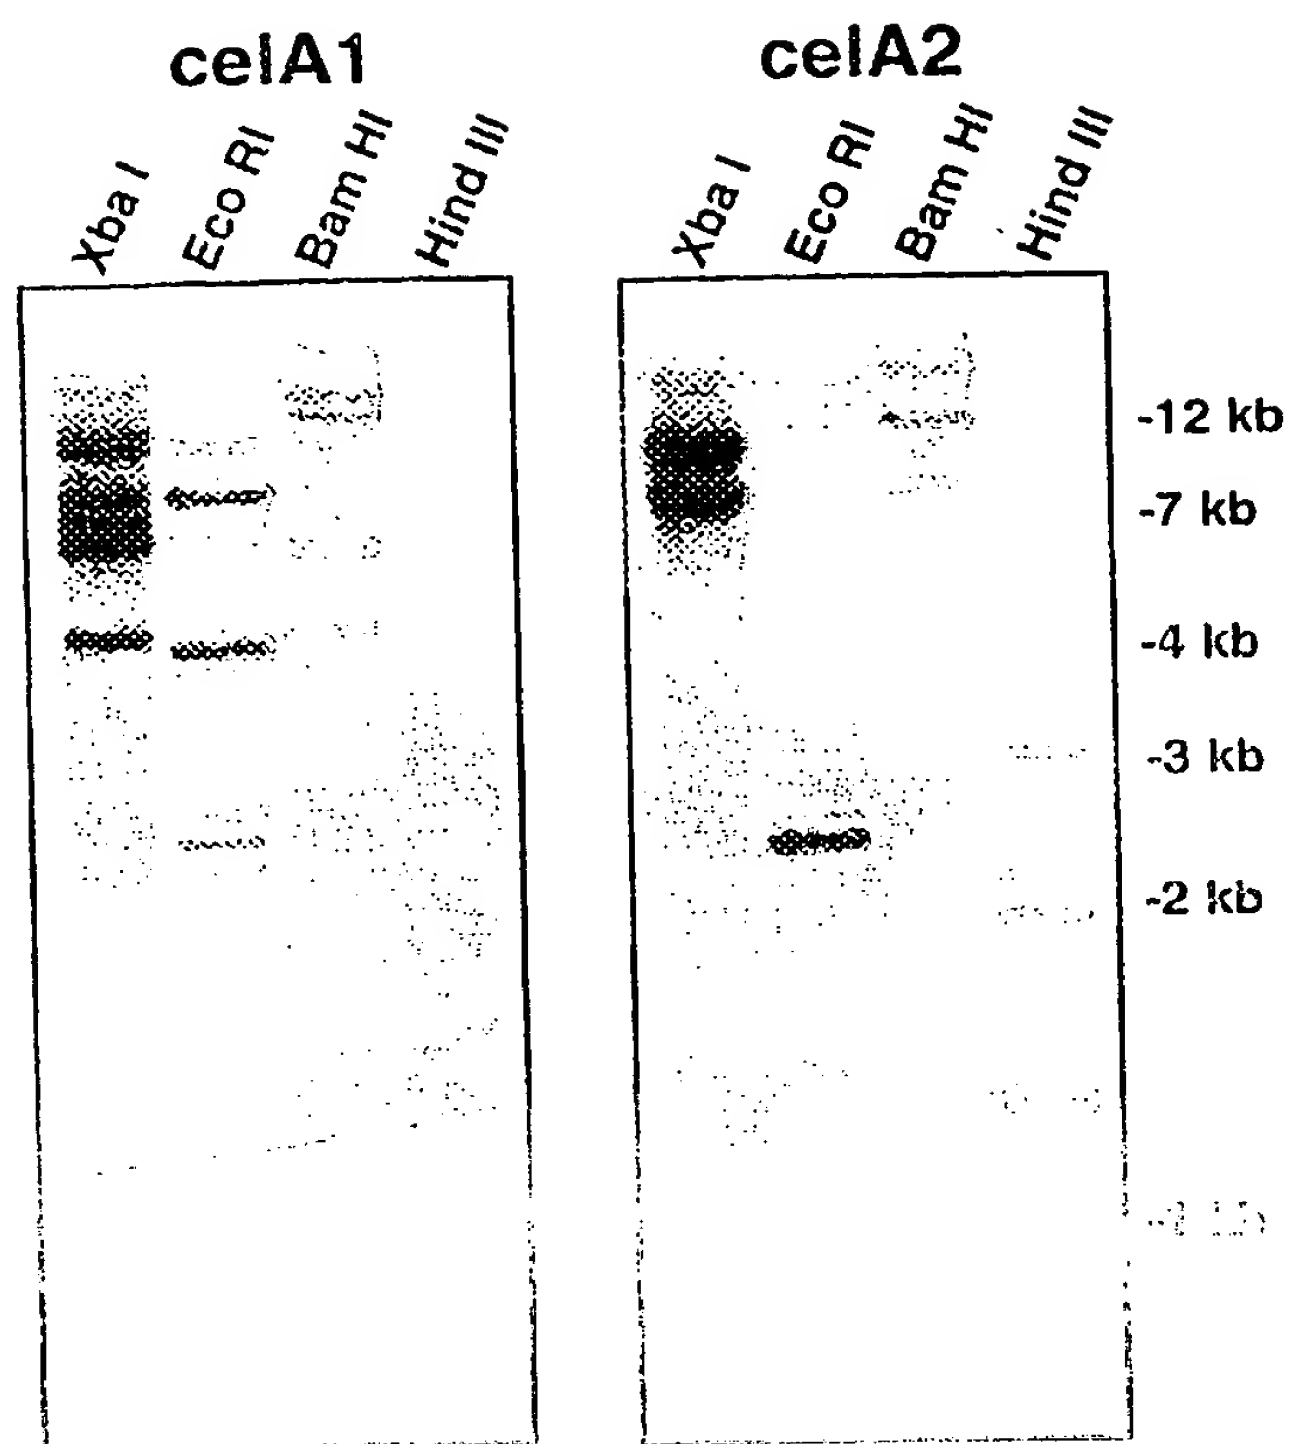 celA1 celA2
Xba I Eco RI Bam HI Hind III Xba I Eco RI Bam HI Hind III
-12 kb
-7 kb
-4 kb
-3 kb
-2 kb